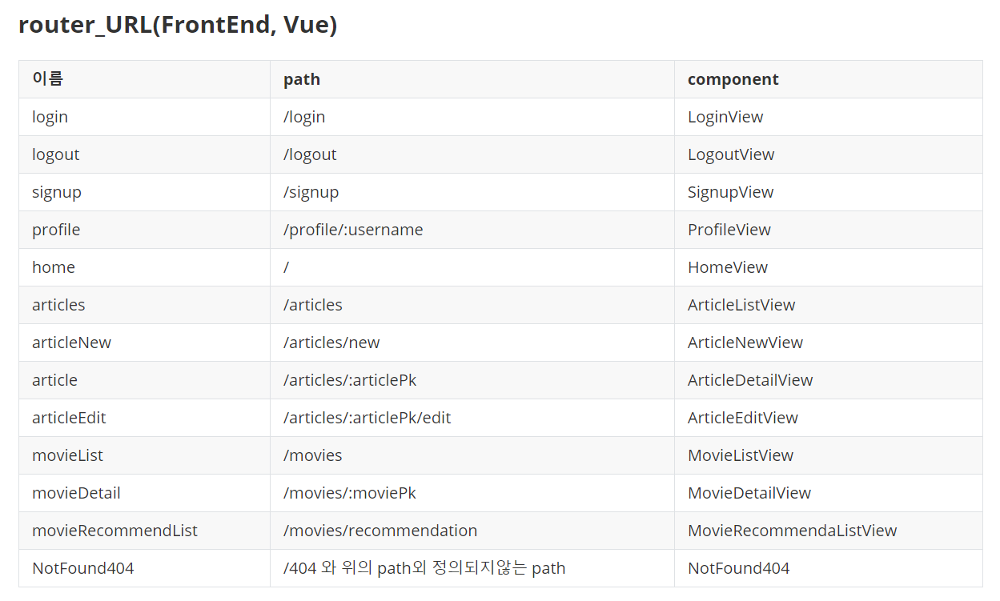 router_URL(FrontEnd, Vue)
이름 path component
login /login LoginView
logout /logout LogoutView
signup /signup SignupView
profile /profile/:username ProfileView
home / HomeView
articles /articles ArticleListView
articleNew /articles/new ArticleNewView
article /articles/:articlePk ArticleDetailView
articleEdit /articles/:articlePk/edit ArticleEditView
movieList /movies MovieListView
movieDetail /movies/:moviePk MovieDetailView
movieRecommendList /movies/recommendation MovieRecommendaListView
NotFound404 /404 와 위의 path외 정의되지않는 path NotFound404